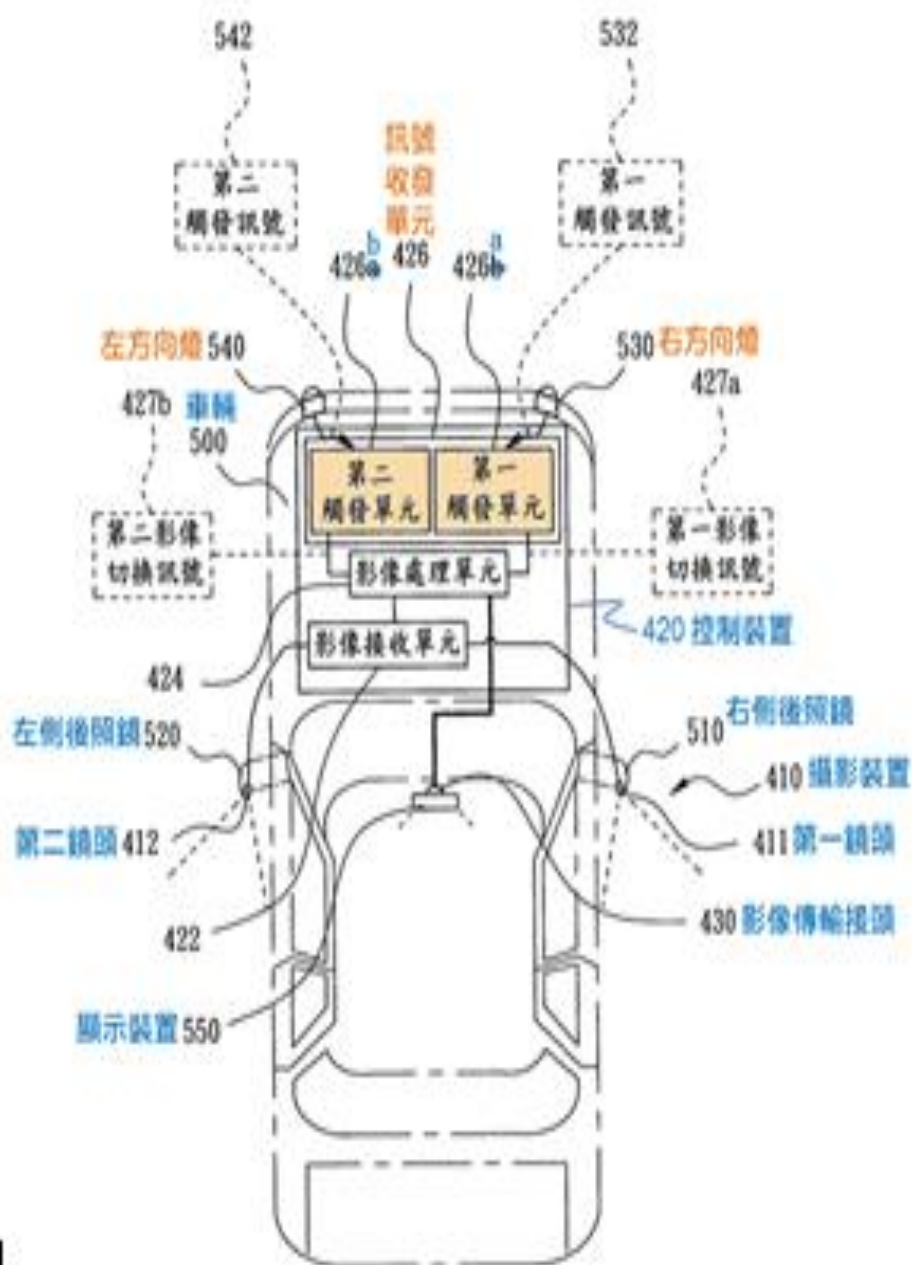 542
532
訊號
收發
單元
第二
觸發訊號
第一
觸發訊號
b
a
426a
426
426b
左方向燈 540
530 右方向燈
427b
車輛
500
427a
第二
觸發單元
第一
觸發單元
第二影像
切換訊號
影像處理單元
第一影像
切換訊號
420 控制裝置
影像接收單元
424
左側後照鏡 520
510 右側後照鏡
410 攝影裝置
第二鏡頭 412
411 第一鏡頭
422
430 影像傳輸接頭
顯示裝置 550